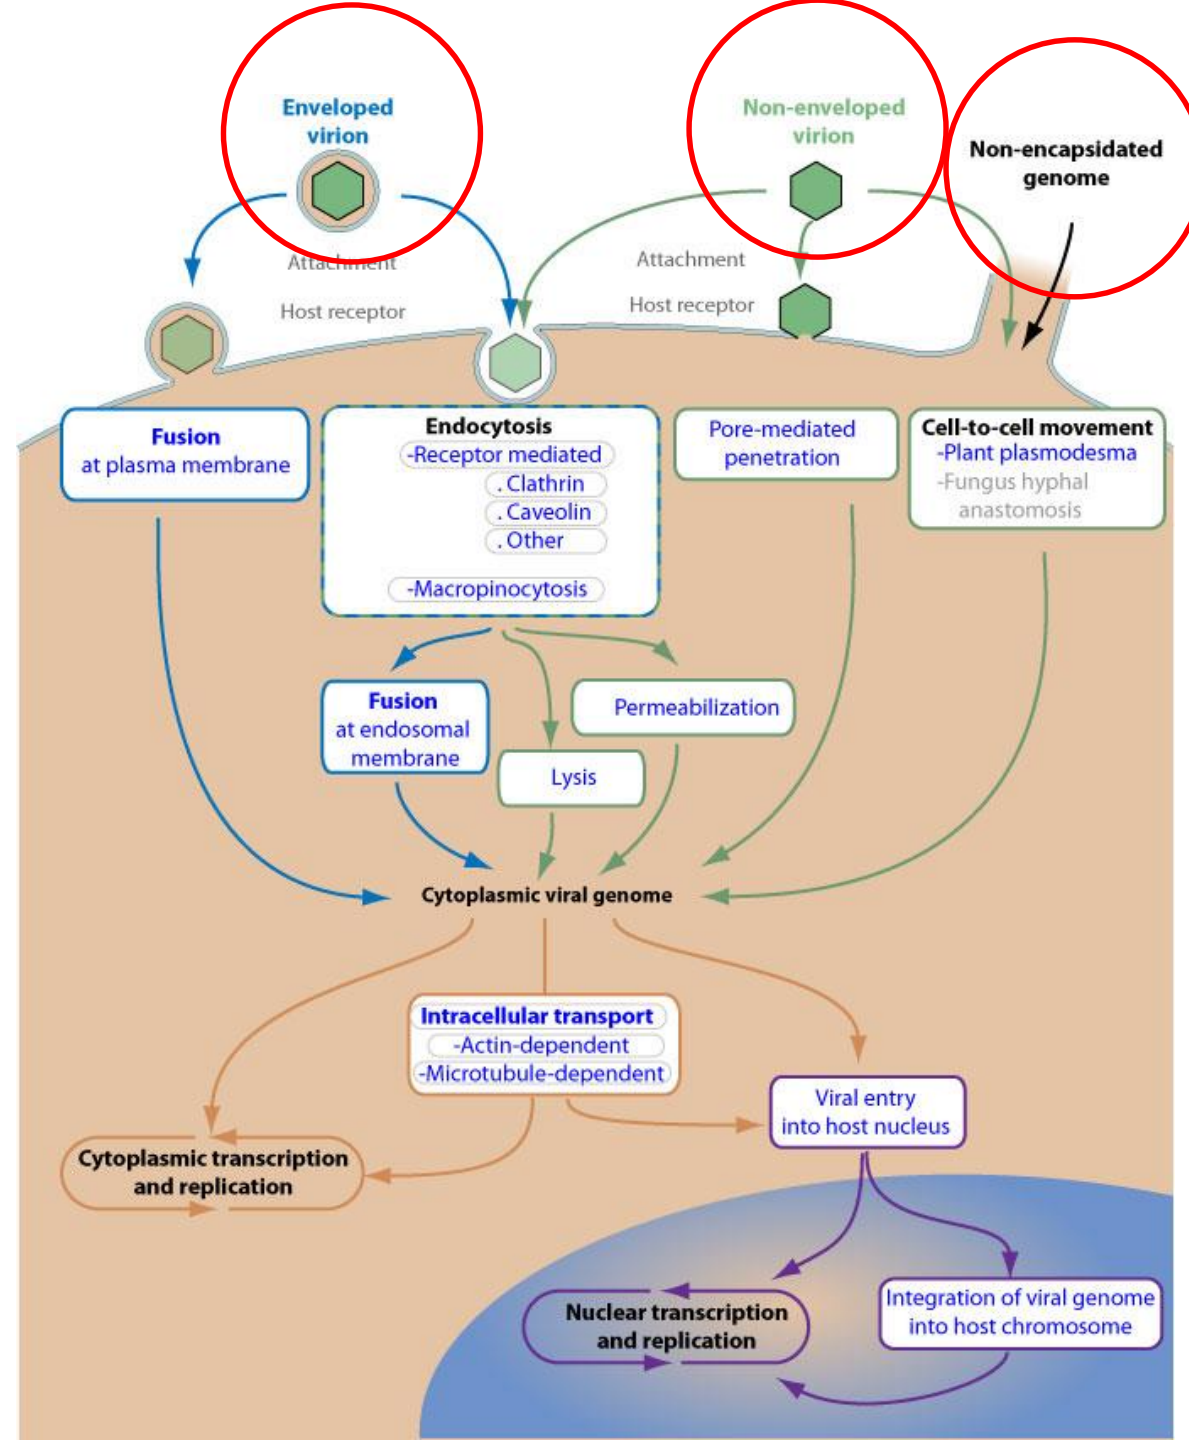 Enveloped
virion
Non-enveloped
virion
Non-encapsidated
genome
Attachment
Host receptor
Attachment
Host receptor
Fusion
at plasma membrane
Endocytosis
-Receptor mediated
. Clathrin
. Caveolin
. Other
-Macropinocytosis
Pore-mediated
penetration
Cell-to-cell movement
-Plant plasmodesma
-Fungus hyphal
anastomosis
Fusion
at endosomal
membrane
Lysis
Permeabilization
Cytoplasmic viral genome
Intracellular transport
-Actin-dependent
-Microtubule-dependent
Viral entry
into host nucleus
Cytoplasmic transcription
and replication
Nuclear transcription
and replication
Integration of viral genome
into host chromosome